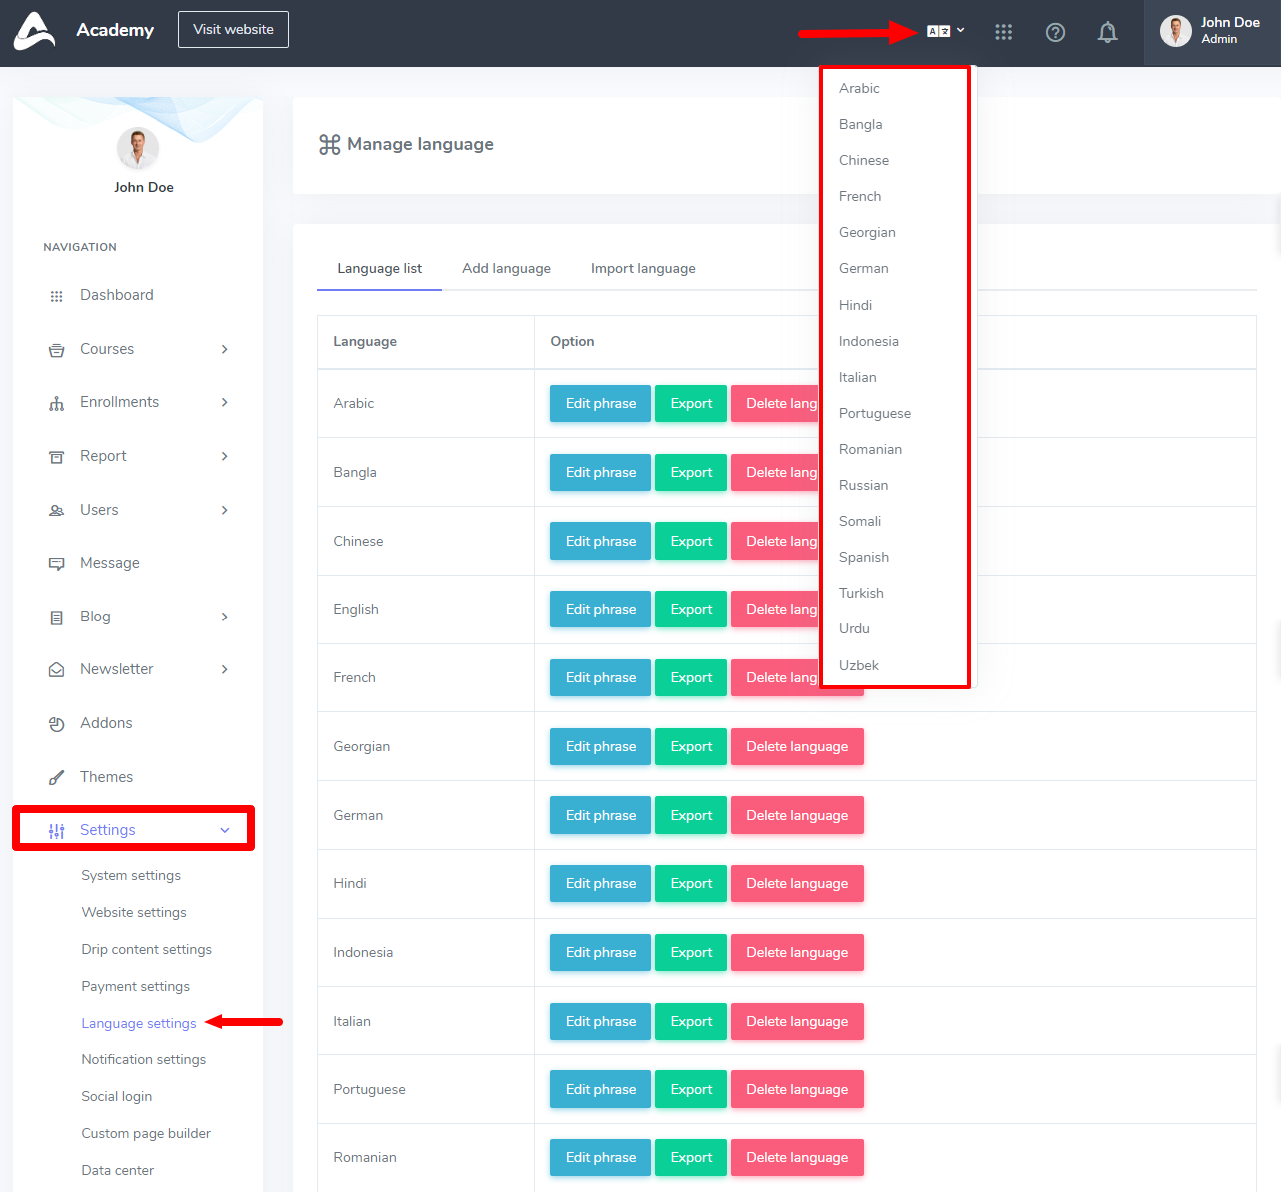 Academy
Visit website
A
John Doe
Admin
John Doe
NAVIGATION
Dashboard
Courses
Enrollments
Report
Users
Message
Blog
Newsletter
Addons
Themes
Settings
System settings
Website settings
Drip content settings
Payment settings
Language settings
Notification settings
Social login
Custom page builder
Data center
Manage language
Language list Add language Import language
Language Option
Arabic Edit phrase Export Delete lang
Bangla Edit phrase Export Delete lang
Chinese Edit phrase Export Delete lang
English Edit phrase Export Delete lang
French Edit phrase Export Delete lang
Georgian Edit phrase Export Delete language
German Edit phrase Export Delete language
Hindi Edit phrase Export Delete language
Indonesia Edit phrase Export Delete language
Italian Edit phrase Export Delete language
Portuguese Edit phrase Export Delete language
Romanian Edit phrase Export Delete language
Arabic
Bangla
Chinese
French
Georgian
German
Hindi
Indonesia
Italian
Portuguese
Romanian
Russian
Somali
Spanish
Turkish
Urdu
Uzbek